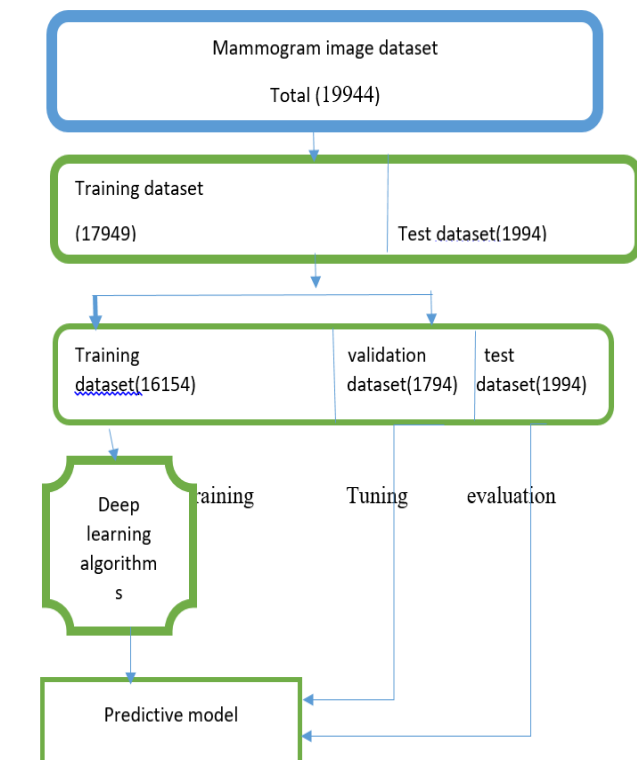 Mammogram image dataset
Total (19944)
Training dataset
(17949)
Test dataset(1994)
Training
dataset(16154)
validation
dataset(1794)
test
dataset(1994)
raining
Tuning
evaluation
Deep
learning
algorithm
s
Predictive model